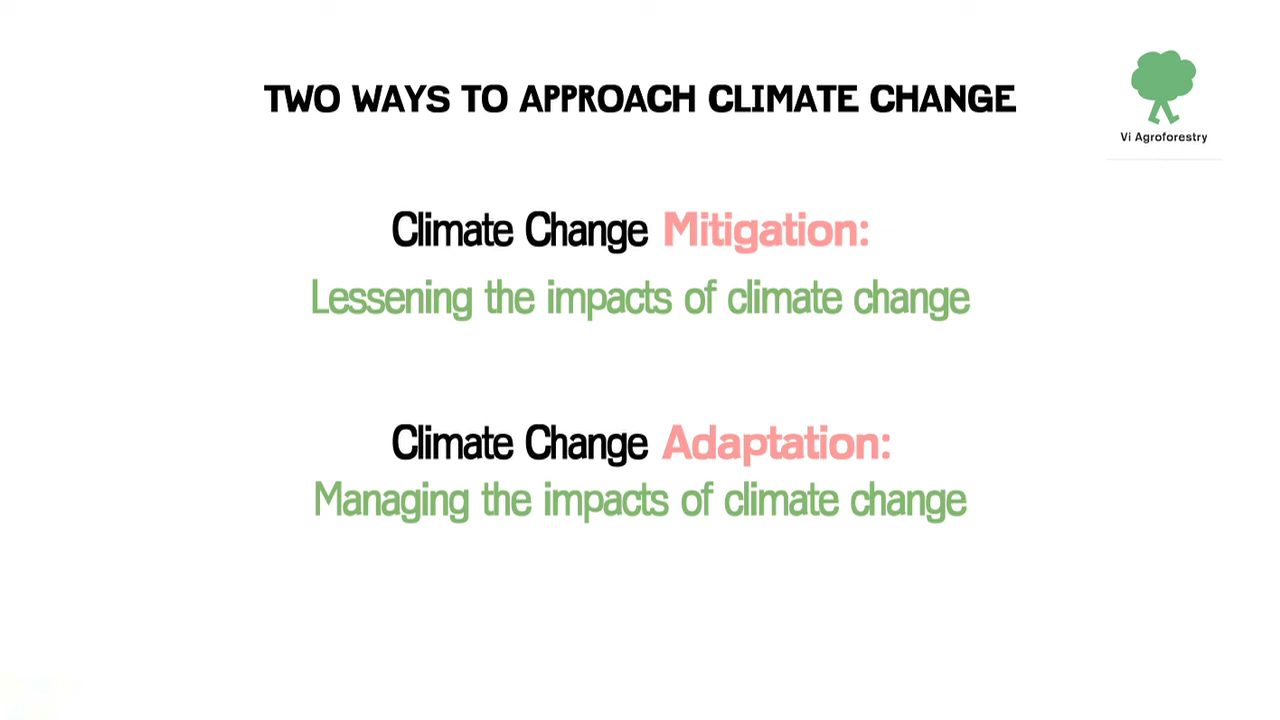 TWO WAYS TO APPROACH CLIMATE CHANGE
Vi Agroforestry
Climate Change Mitigation:
Lessening the impacts of climate change
Climate Change Adaptation:
Managing the impacts of climate change